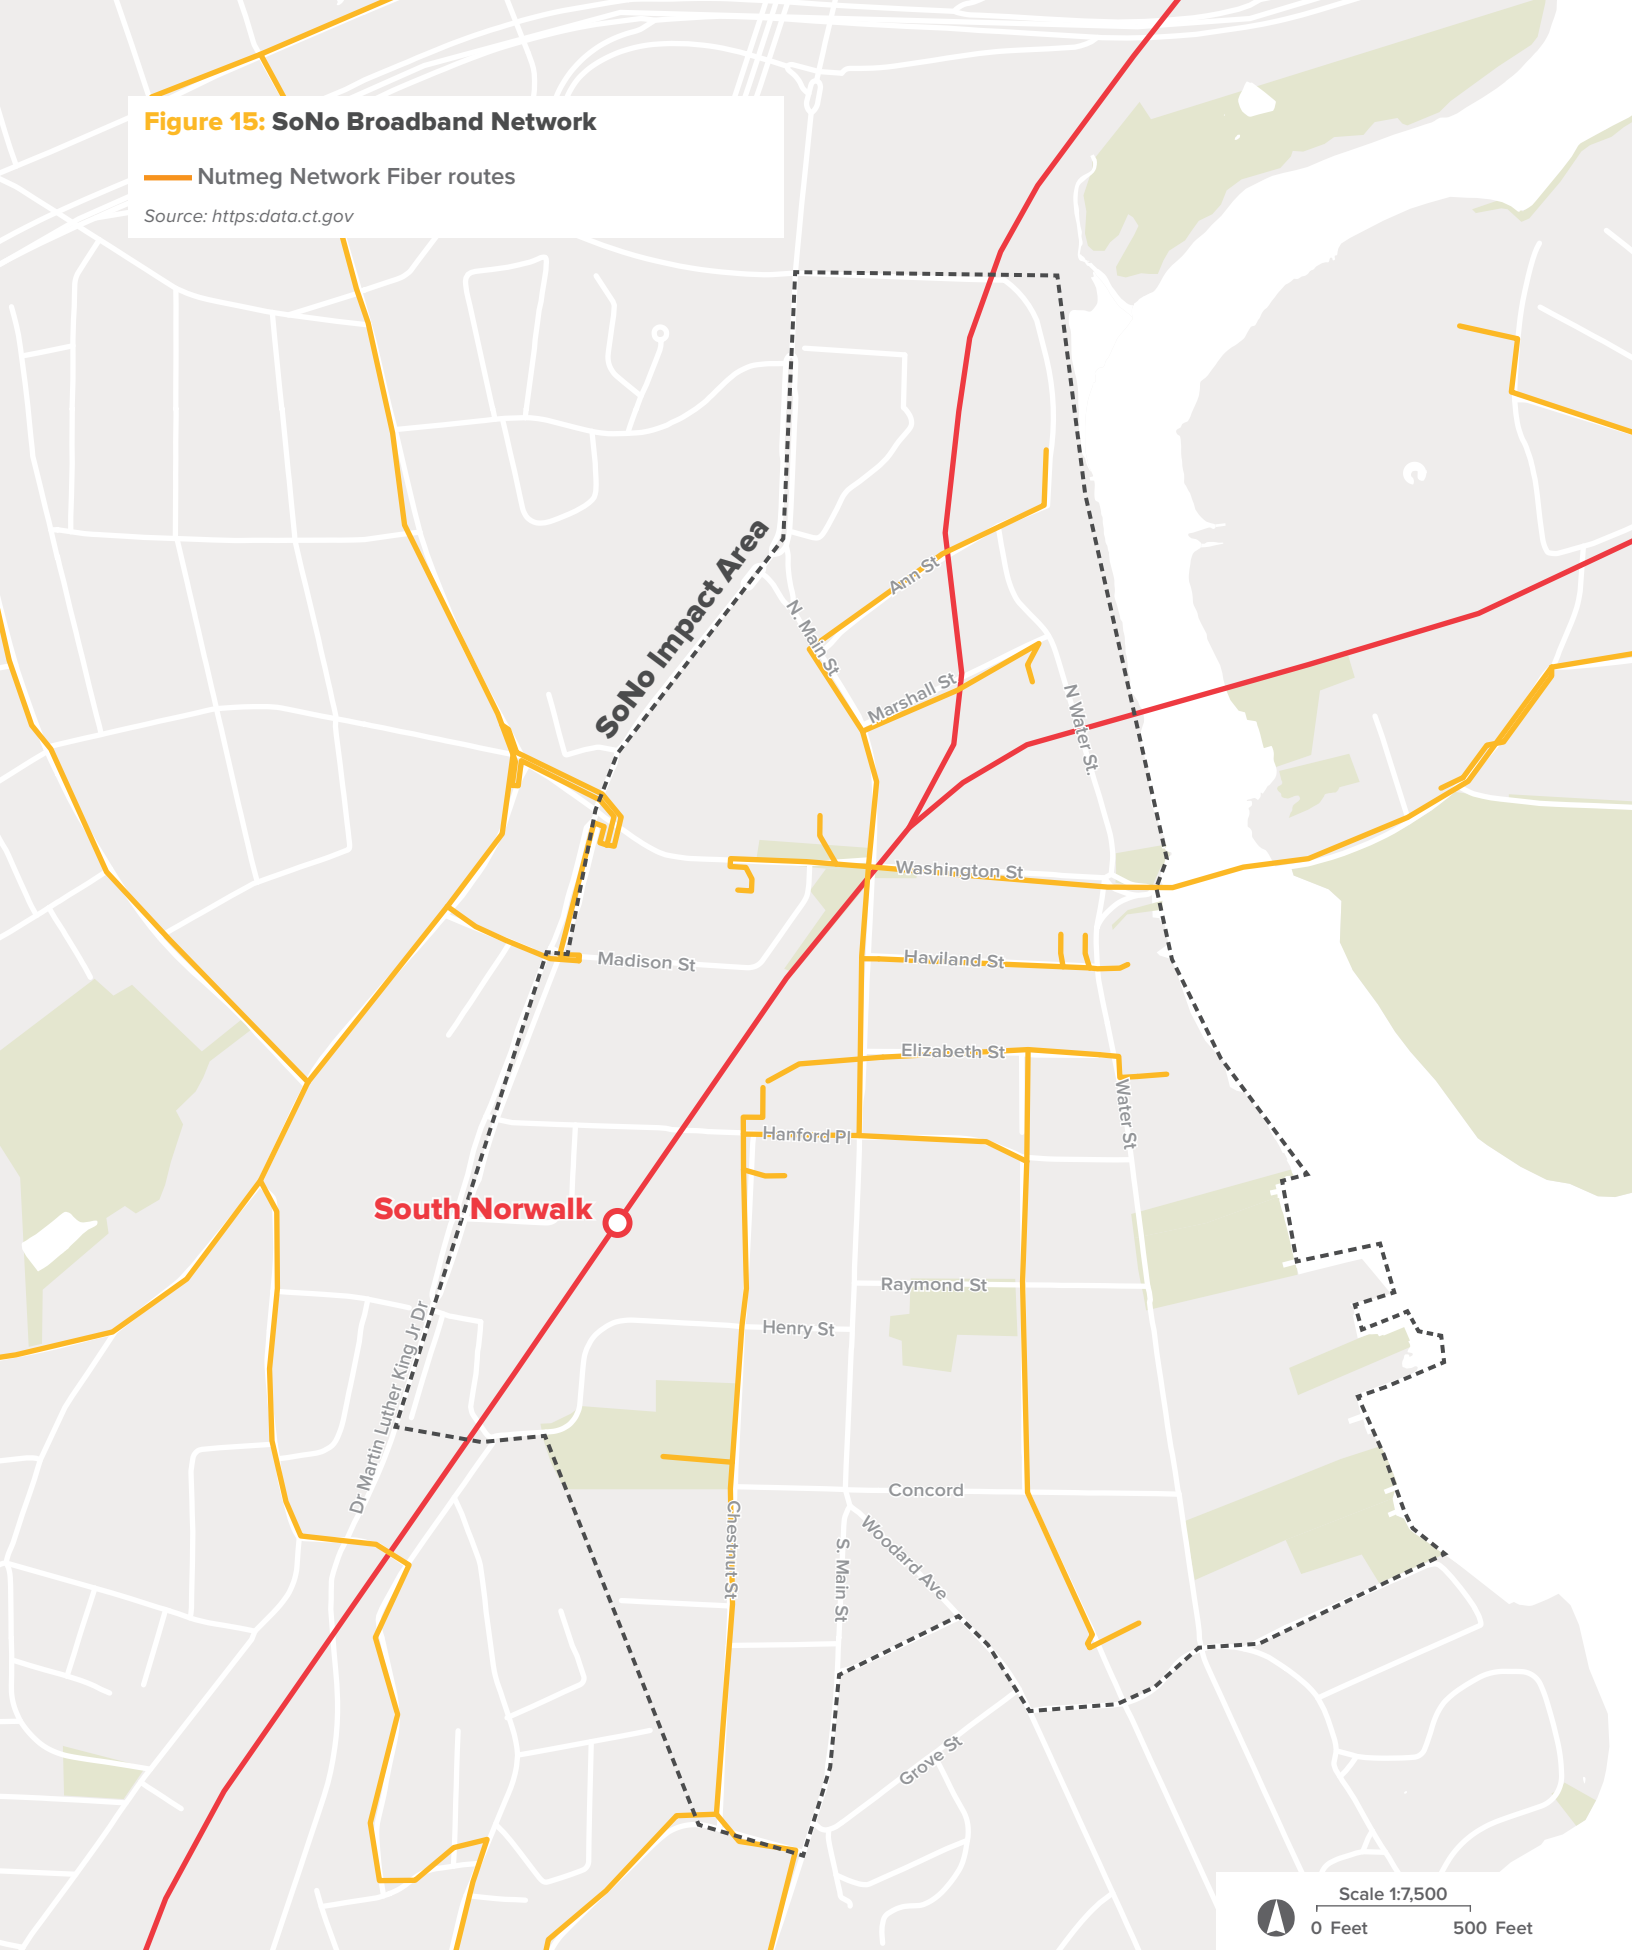 Figure 15: SoNo Broadband Network
Nutmeg Network Fiber routes
Source: https:data.ct.gov
SoNo Impact Area
Ann St
N. Main St
Marshall St
N Water St.
Washington St
Madison St
Haviland St
Elizabeth St
Water St
Hanford Pl
South Norwalk
Raymond St
Henry St
Dr Martin Luther King Jr Dr
Concord
Chestnut St
S. Main St
Woodard Ave
Grove St
Scale 1:7,500
0 Feet 500 Feet